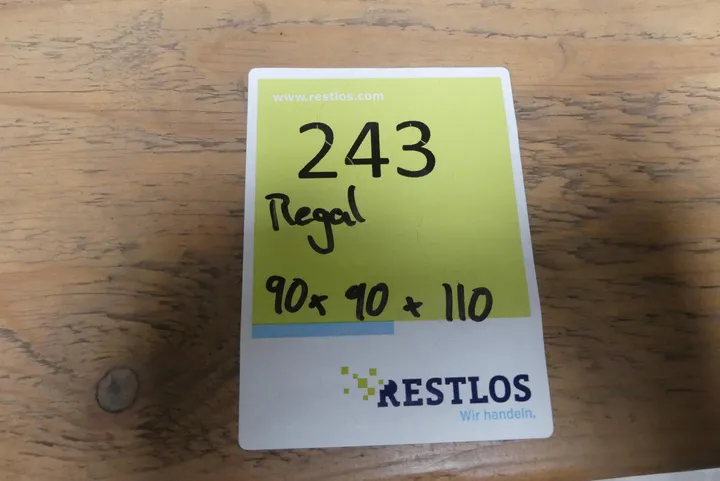 www.restlos.com
243
Regal
90x 90 x 110
RESTLOS
Wir handeln.